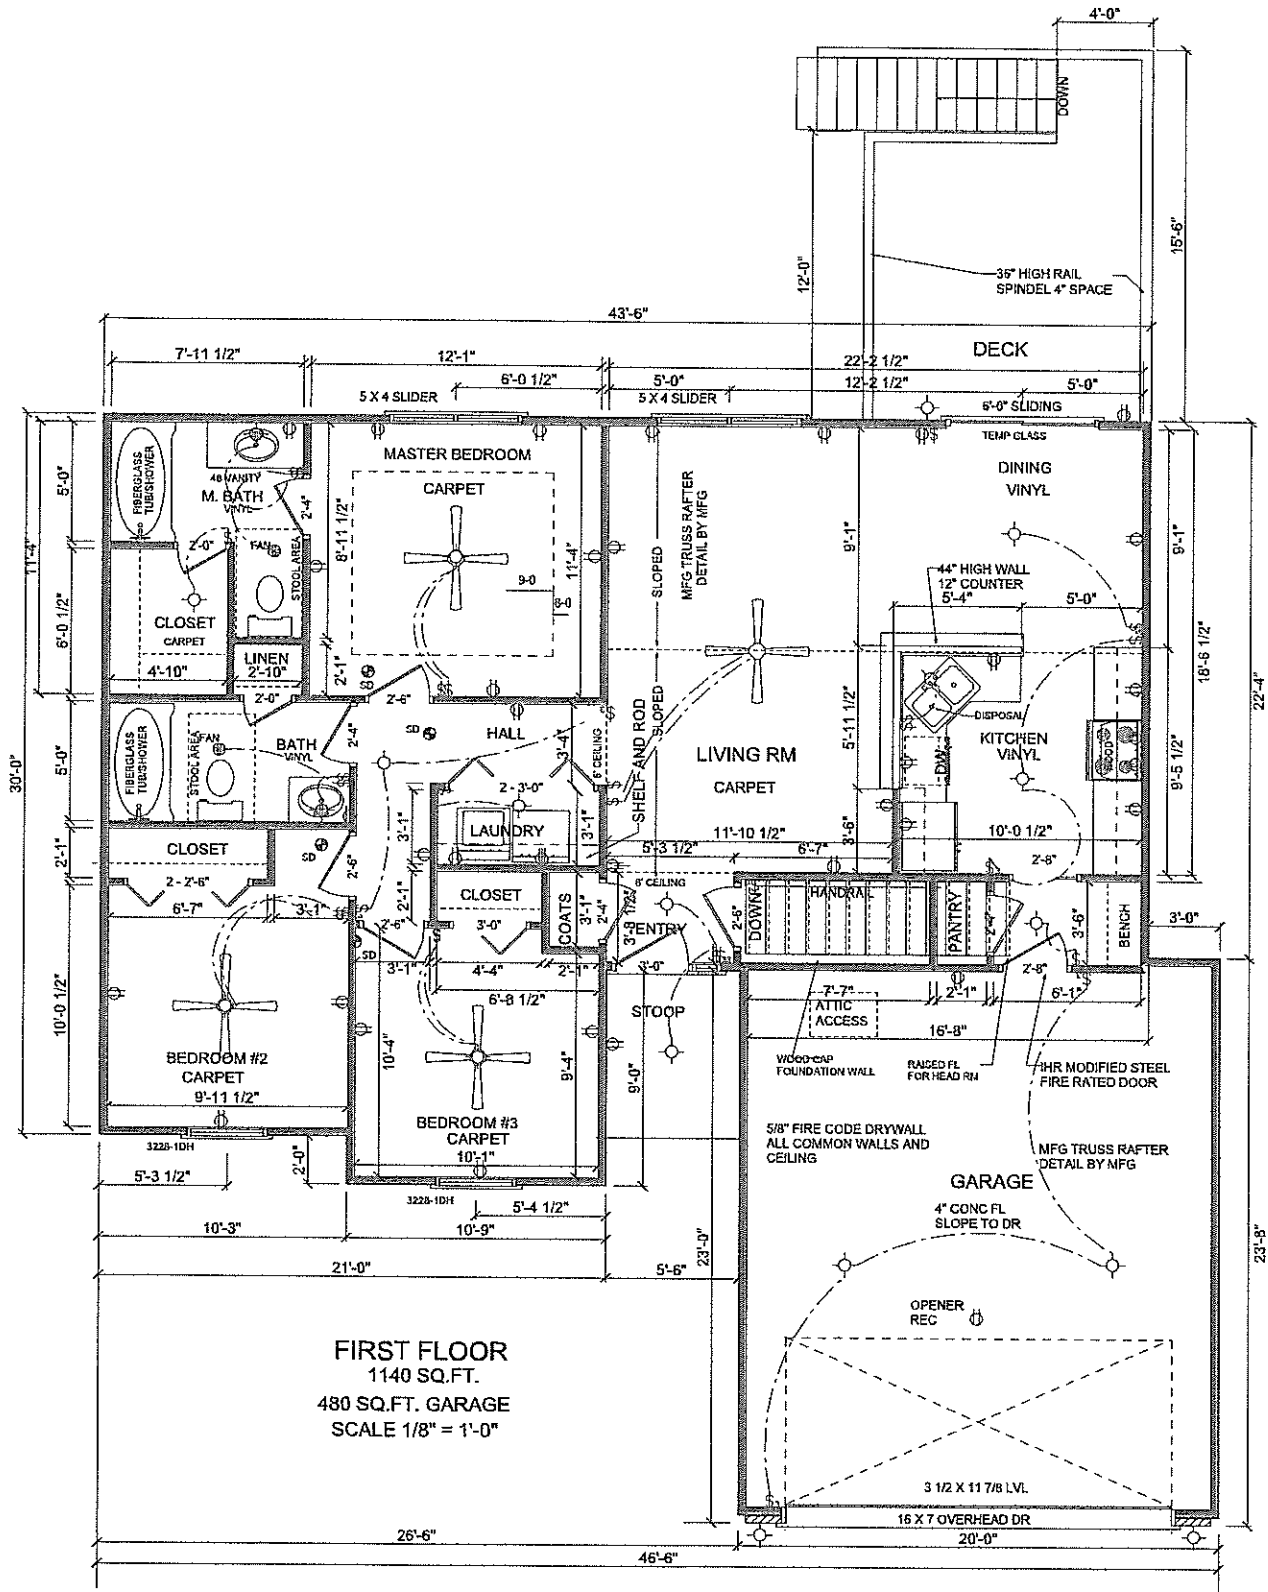 4'-0"
DOWN
15'-6"
12'-0"
36" HIGH RAIL
SPINDEL 4" SPACE
43'-6"
DECK
7'-11 1/2"
12'-1"
22'-2 1/2"
6'-0 1/2"
5'-0"
12'-2 1/2"
5'-0"
5 X 4 SLIDER
5 X 4 SLIDER
6'-0" SLIDING
TEMP GLASS
MASTER BEDROOM
CARPET
DINING
VINYL
FIBERGLASS
TUB/SHOWER
48 VANITY
M. BATH
VINYL
5'-0"
2'-4"
8'-11 1/2"
11'-4"
11'-4"
SLOPED
MFG TRUSS RAFTER
DETAIL BY MFG
9'-1"
9'-1"
2'-0"
FAN
STOOL AREA
9-0
8-0
44" HIGH WALL
12" COUNTER
5'-4"
5'-0"
6'-0 1/2"
CLOSET
CARPET
4'-10"
LINEN
2'-10"
2'-1"
18'-6 1/2"
22'-4"
2'-0"
2'-6"
SLOPED
DISPOSAL
FIBERGLASS
TUB/SHOWER
STOOL AREA
FAN
BATH
VINYL
2'-4"
SD
HALL
3'-4"
8' CEILING
SHELF AND ROD
LIVING RM
CARPET
5'-11 1/2"
KITCHEN
VINYL
DW
HOOD
9'-5 1/2"
30'-0"
5'-0"
2 - 3'-0"
LAUNDRY
3'-1"
3'-1"
11'-10 1/2"
3'-6"
10'-0 1/2"
5'-3 1/2"
6'-7"
2'-8"
2'-1"
CLOSET
SD
2'-6"
2 - 2'-6"
6'-7"
3'-1"
2'-1"
CLOSET
3'-0"
COATS
3'-1"
2'-4"
8' CEILING
3'-8 1/2"
ENTRY
2'-6"
DOWN
HANDRAIL
PANTRY
2'-4"
3'-6"
BENCH
3'-0"
2'-6"
SD
3'-1"
4'-4"
2'-1"
3'-0"
2'-8"
6'-8 1/2"
7'-7"
2'-1"
6'-1"
10'-0 1/2"
STOOP
ATTIC
ACCESS
16'-8"
10'-4"
9'-4"
9'-0"
BEDROOM #2
CARPET
9'-11 1/2"
WOOD CAP
FOUNDATION WALL
RAISED FL
FOR HEAD RM
1HR MODIFIED STEEL
FIRE RATED DOOR
BEDROOM #3
CARPET
10'-1"
5/8" FIRE CODE DRYWALL
ALL COMMON WALLS AND
CEILING
MFG TRUSS RAFTER
DETAIL BY MFG
3228-1DH
2'-0"
5'-3 1/2"
3228-1DH
5'-4 1/2"
GARAGE
4" CONC FL
SLOPE TO DR
10'-3"
10'-9"
23'-0"
23'-8"
21'-0"
5'-6"
OPENER
REC
FIRST FLOOR
1140 SQ.FT.
480 SQ.FT. GARAGE
SCALE 1/8" = 1'-0"
3 1/2 X 11 7/8 LVL
16 X 7 OVERHEAD DR
26'-6"
20'-0"
46'-6"